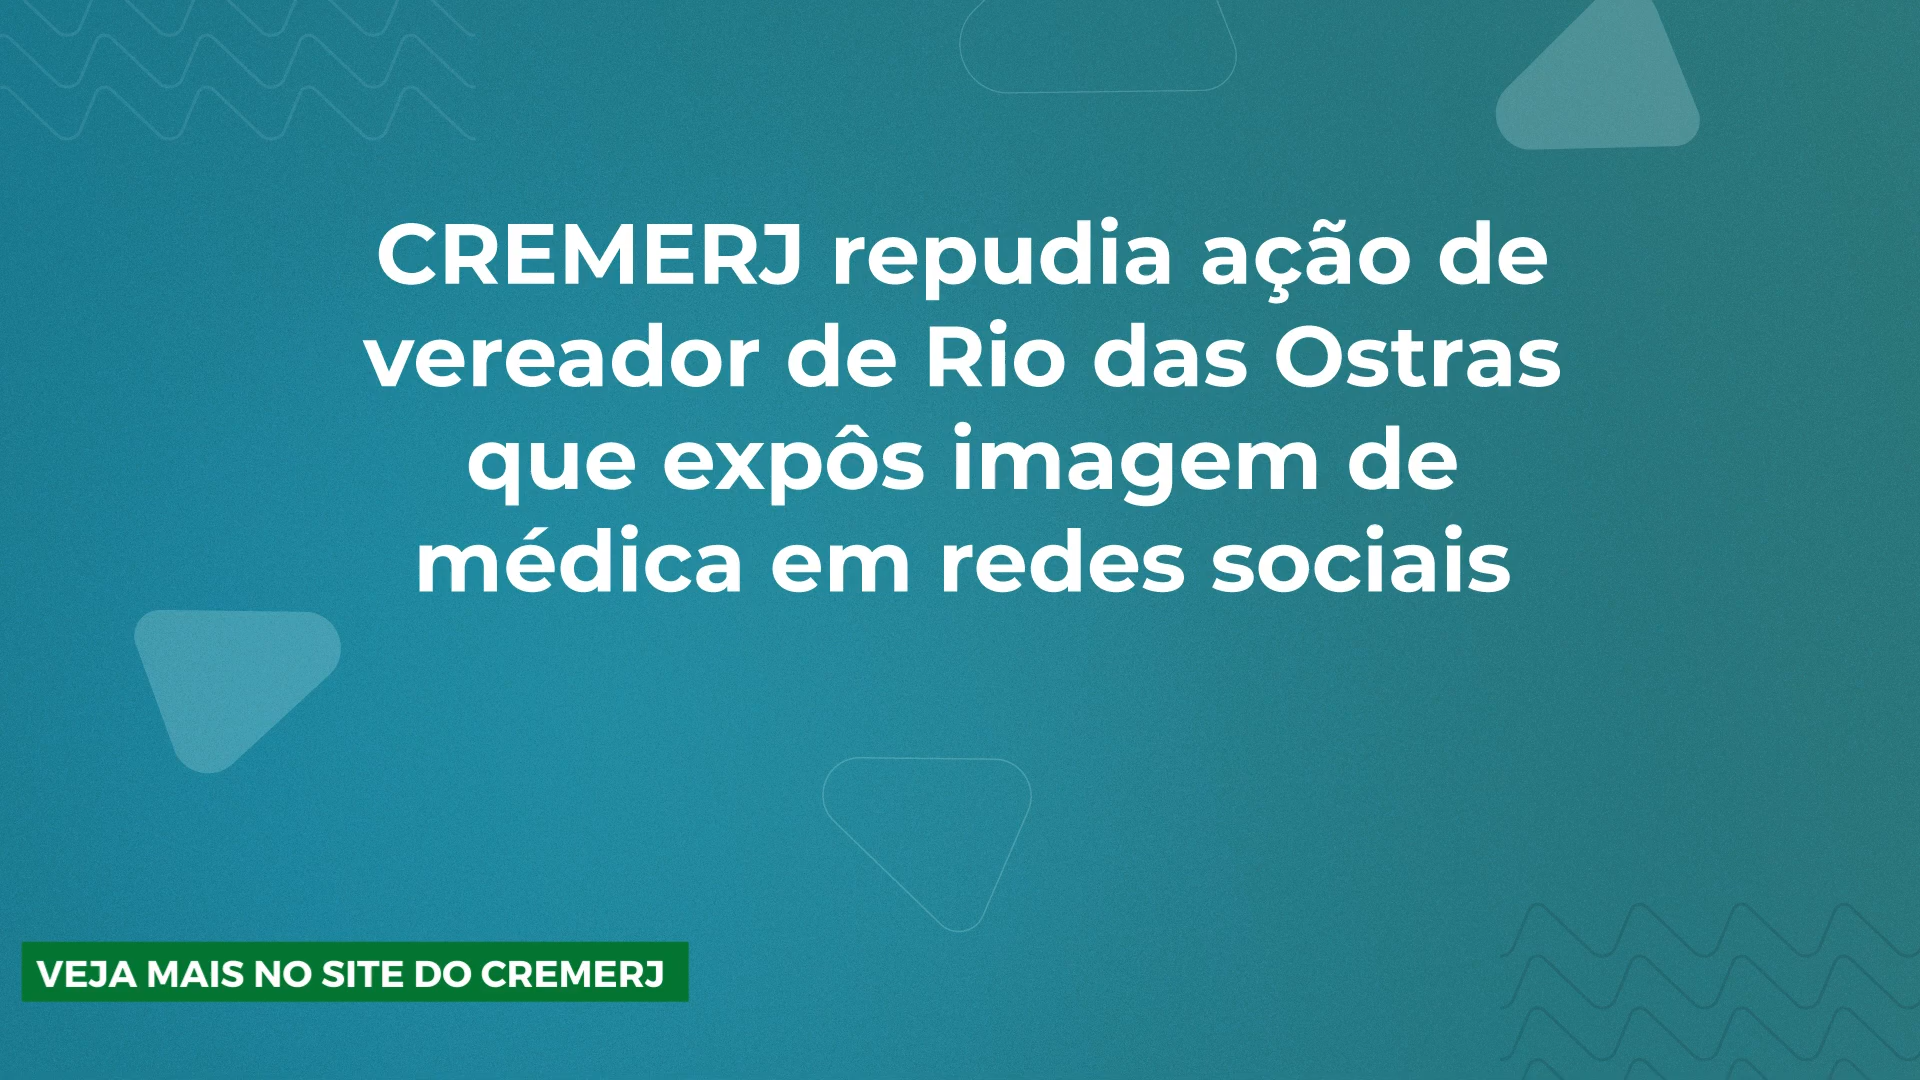 CREMERJ repudia ação de
vereador de Rio das Ostras
que expôs imagem de
médica em redes sociais
VEJA MAIS NO SITE DO CREMERJ